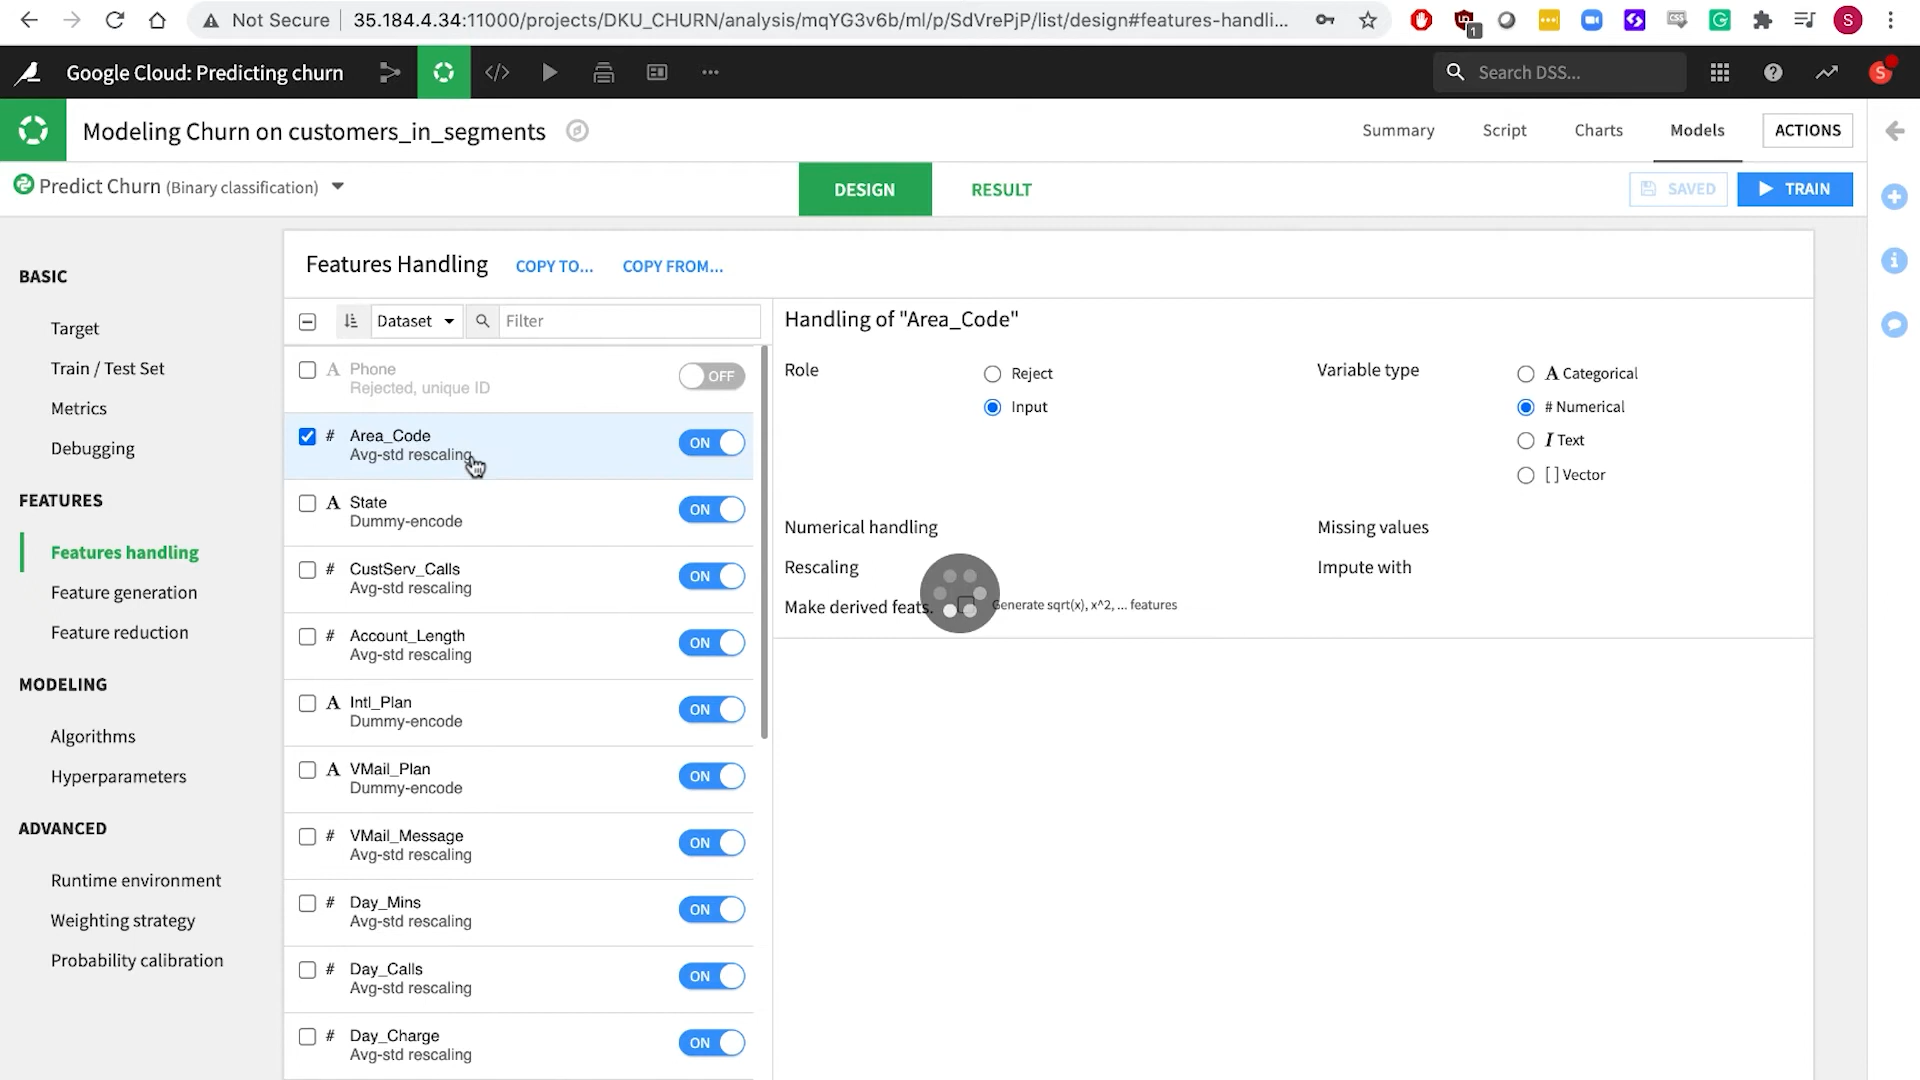 Not Secure
35.184.4.34:11000/projects/DKU_CHURN/analysis/mqYG3v6b/ml/p/SdVrePjP/list/design#features-handli...
1
CSS
S
Google Cloud: Predicting churn
Search DSS...
S
Modeling Churn on customers_in_segments
Summary
Script
Charts
Models
ACTIONS
Predict Churn (Binary classification)
DESIGN
RESULT
SAVED
TRAIN
BASIC
Target
Train / Test Set
Metrics
Debugging
FEATURES
Features handling
Feature generation
Feature reduction
MODELING
Algorithms
Hyperparameters
ADVANCED
Runtime environment
Weighting strategy
Probability calibration
Features Handling
COPY TO...
COPY FROM...
Dataset
Filter
A Phone
Rejected, unique ID
OFF
# Area_Code
Avg-std rescaling
ON
A State
Dummy-encode
ON
# CustServ_Calls
Avg-std rescaling
ON
# Account_Length
Avg-std rescaling
ON
A Intl_Plan
Dummy-encode
ON
A VMail_Plan
Dummy-encode
ON
# VMail_Message
Avg-std rescaling
ON
# Day_Mins
Avg-std rescaling
ON
# Day_Calls
Avg-std rescaling
ON
# Day_Charge
Avg-std rescaling
ON
Handling of "Area_Code"
Role
Reject
Input
Variable type
A Categorical
# Numerical
I Text
[ ] Vector
Numerical handling
Missing values
Rescaling
Impute with
Make derived feats.
Generate sqrt(x), x^2, ... features